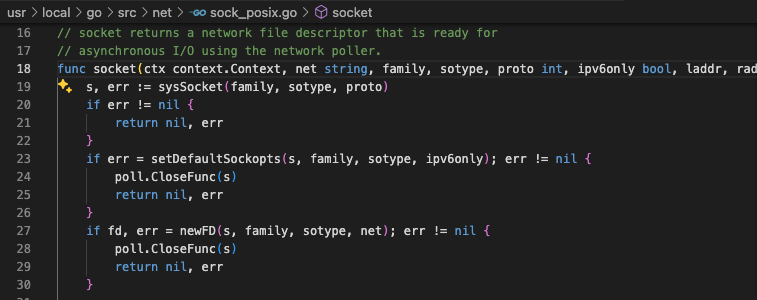 usr > local > go > src > net > sock_posix.go > socket
16 // socket returns a network file descriptor that is ready for
17 // asynchronous I/O using the network poller.
18 func socket(ctx context.Context, net string, family, sotype, proto int, ipv6only bool, laddr, rad
19 s, err := sysSocket(family, sotype, proto)
20 if err != nil {
21 return nil, err
22 }
23 if err = setDefaultSockopts(s, family, sotype, ipv6only); err != nil {
24 poll.CloseFunc(s)
25 return nil, err
26 }
27 if fd, err = newFD(s, family, sotype, net); err != nil {
28 poll.CloseFunc(s)
29 return nil, err
30 }